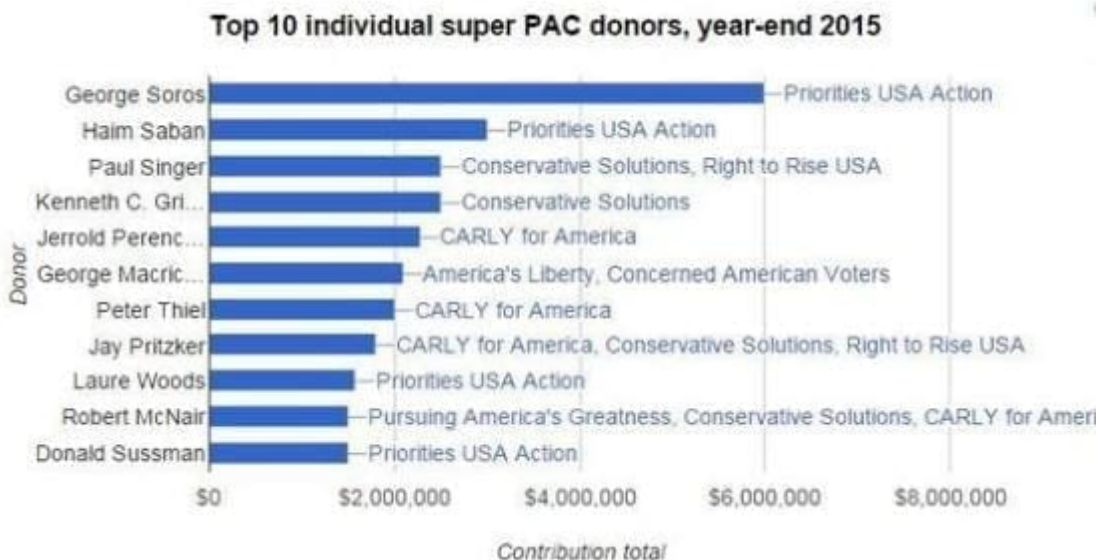 Top 10 individual super PAC donors, year-end 2015
George Soros Priorities USA Action
Haim Saban Priorities USA Action
Paul Singer Conservative Solutions, Right to Rise USA
Kenneth C. Gri... Conservative Solutions
Jerrold Perenc... CARLY for America
George Macric... America's Liberty, Concerned American Voters
Peter Thiel CARLY for America
Jay Pritzker CARLY for America, Conservative Solutions, Right to Rise USA
Laure Woods Priorities USA Action
Robert McNair Pursuing America's Greatness, Conservative Solutions, CARLY for Ameri
Donald Sussman Priorities USA Action
Donor
$0 $2,000,000 $4,000,000 $6,000,000 $8,000,000
Contribution total